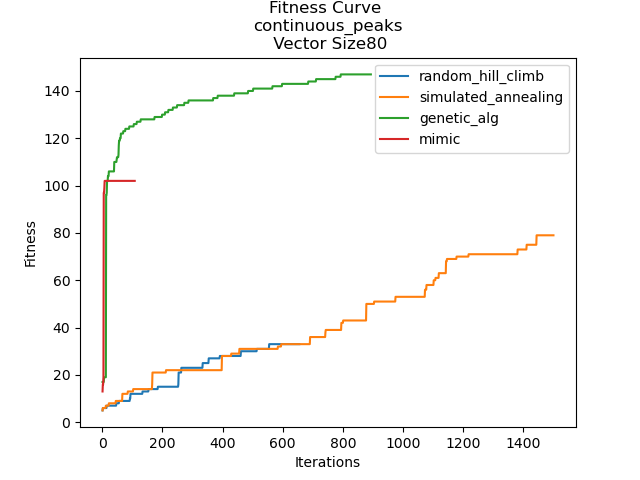 Fitness Curve
continuous_peaks
Vector Size80
random_hill_climb
simulated_annealing
genetic_alg
mimic
Fitness
140
120
100
80
60
40
20
0
0 200 400 600 800 1000 1200 1400
Iterations